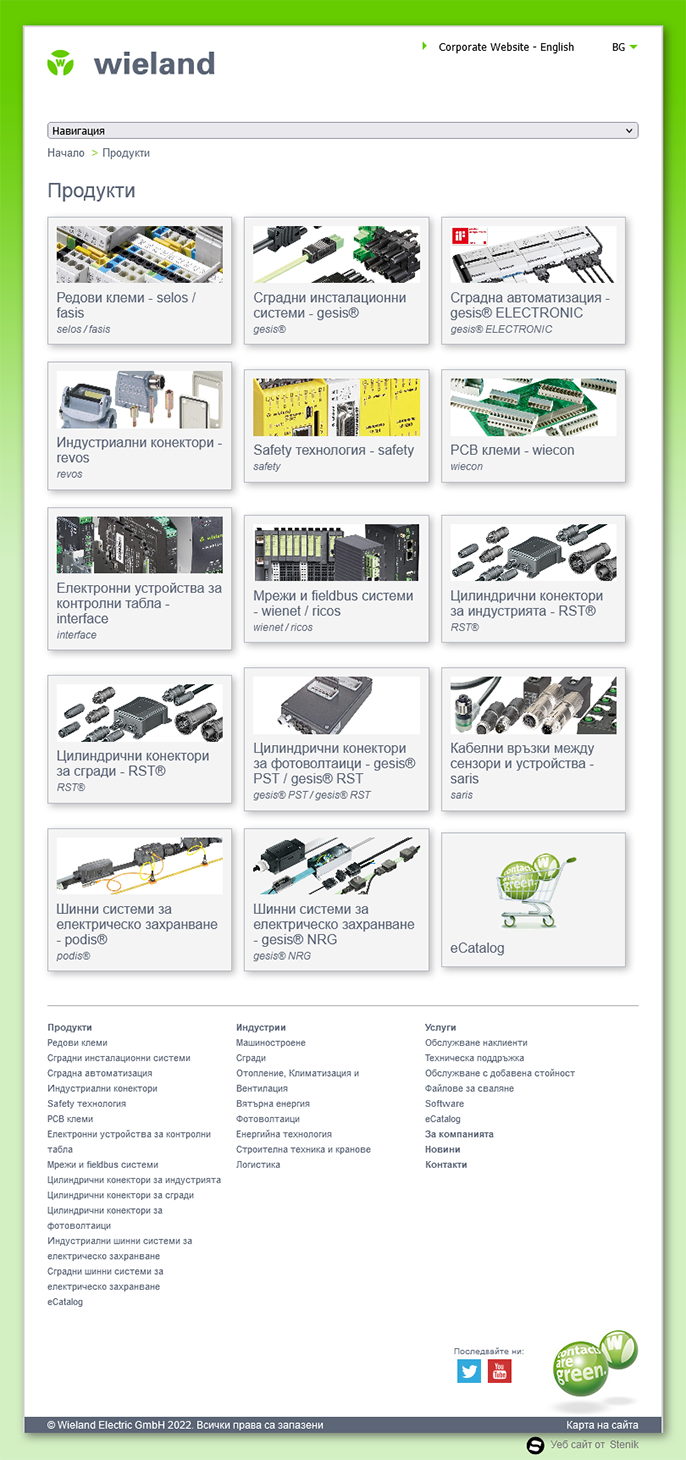 Corporate Website - English
BG
wieland
Навигация
Начало > Продукти
Продукти
Редови клеми - selos /
fasis
selos / fasis
Сградни инсталационни
системи - gesis®
gesis®
Сградна автоматизация -
gesis® ELECTRONIC
gesis® ELECTRONIC
Индустриални конектори -
revos
revos
Safety технология - safety
safety
PCB клеми - wiecon
wiecon
Електронни устройства за
контролни табла -
interface
interface
Мрежи и fieldbus системи
- wienet / ricos
wienet / ricos
Цилиндрични конектори
за индустрията - RST®
RST®
Цилиндрични конектори
за сгради - RST®
RST®
Цилиндрични конектори
за фотоволтаици - gesis®
PST / gesis® RST
gesis® PST / gesis® RST
Кабелни връзки между
сензори и устройства -
saris
saris
Шинни системи за
електрическо захранване
- podis®
podis®
Шинни системи за
електрическо захранване
- gesis® NRG
gesis® NRG
contacts
are
green.
W
eCatalog
Продукти
Редови клеми
Сградни инсталационни системи
Сградна автоматизация
Индустриални конектори
Safety технология
PCB клеми
Електронни устройства за контролни
табла
Мрежи и fieldbus системи
Цилиндрични конектори за индустрията
Цилиндрични конектори за сгради
Цилиндрични конектори за
фотоволтаици
Индустриални шинни системи за
електрическо захранване
Сградни шинни системи за
електрическо захранване
eCatalog
Индустрии
Машиностроене
Сгради
Отопление, Климатизация и
Вентилация
Вятърна енергия
Фотоволтаици
Енергийна технология
Строителна техника и кранове
Логистика
Услуги
Обслужване наклиенти
Техническа поддръжка
Обслужване с добавена стойност
Файлове за сваляне
Software
eCatalog
За компанията
Новини
Контакти
Последвайте ни:
You
Tube
contacts
are
green.
W
© Wieland Electric GmbH 2022. Всички права са запазени
Карта на сайта
Уеб сайт от Stenik